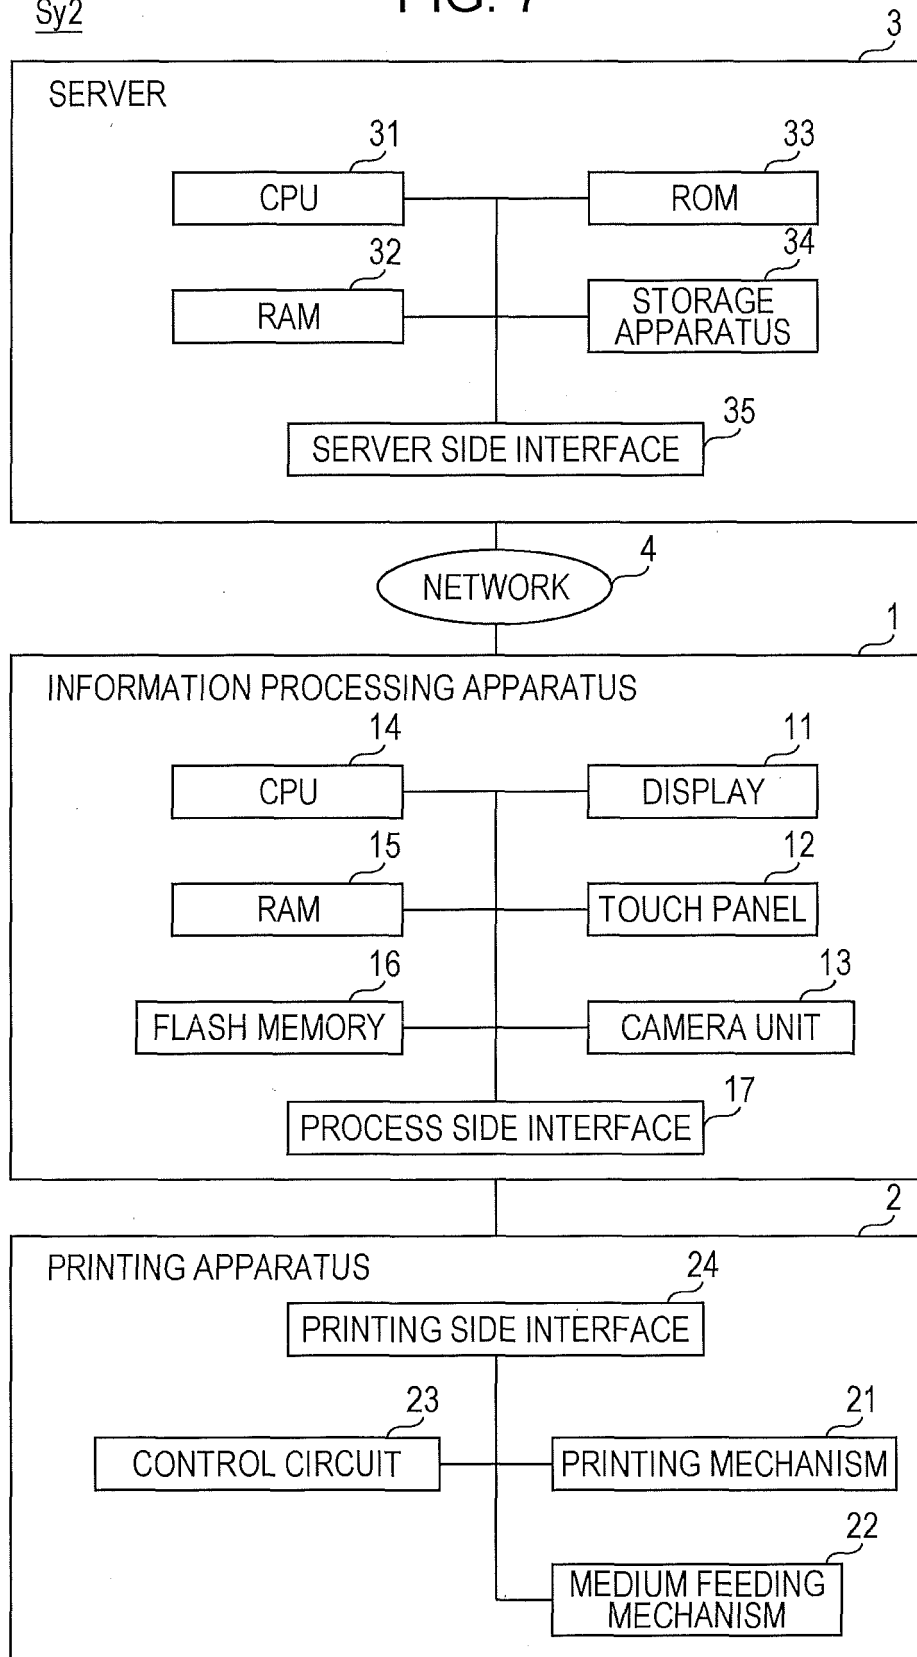 Sy2
FIG. 7
3
SERVER
31
33
CPU
ROM
32
34
RAM
STORAGE
APPARATUS
35
SERVER SIDE INTERFACE
4
NETWORK
1
INFORMATION PROCESSING APPARATUS
14
11
CPU
DISPLAY
15
12
RAM
TOUCH PANEL
16
13
FLASH MEMORY
CAMERA UNIT
17
PROCESS SIDE INTERFACE
2
PRINTING APPARATUS
24
PRINTING SIDE INTERFACE
23
21
CONTROL CIRCUIT
PRINTING MECHANISM
22
MEDIUM FEEDING
MECHANISM